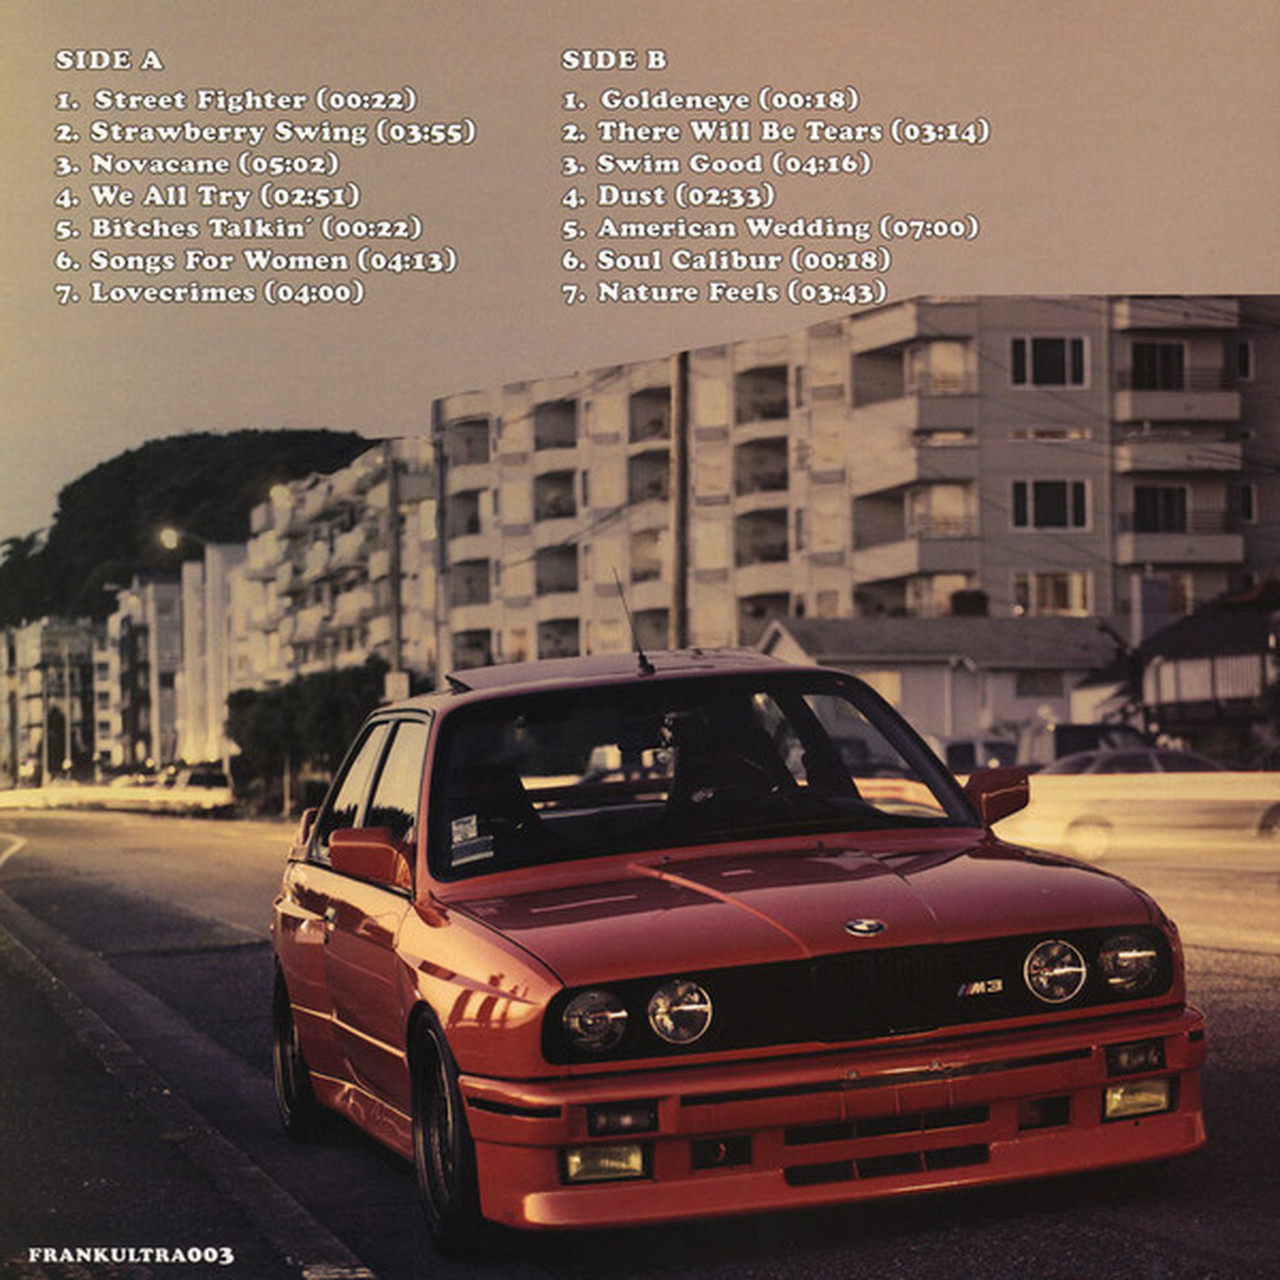 SIDE A
1. Street Fighter (00:22)
2. Strawberry Swing (03:55)
3. Novacane (05:02)
4. We All Try (02:51)
5. Bitches Talkin´ (00:22)
6. Songs For Women (04:13)
7. Lovecrimes (04:00)
SIDE B
1. Goldeneye (00:18)
2. There Will Be Tears (03:14)
3. Swim Good (04:16)
4. Dust (02:33)
5. American Wedding (07:00)
6. Soul Calibur (00:18)
7. Nature Feels (03:43)
M3
FRANKULTRA003